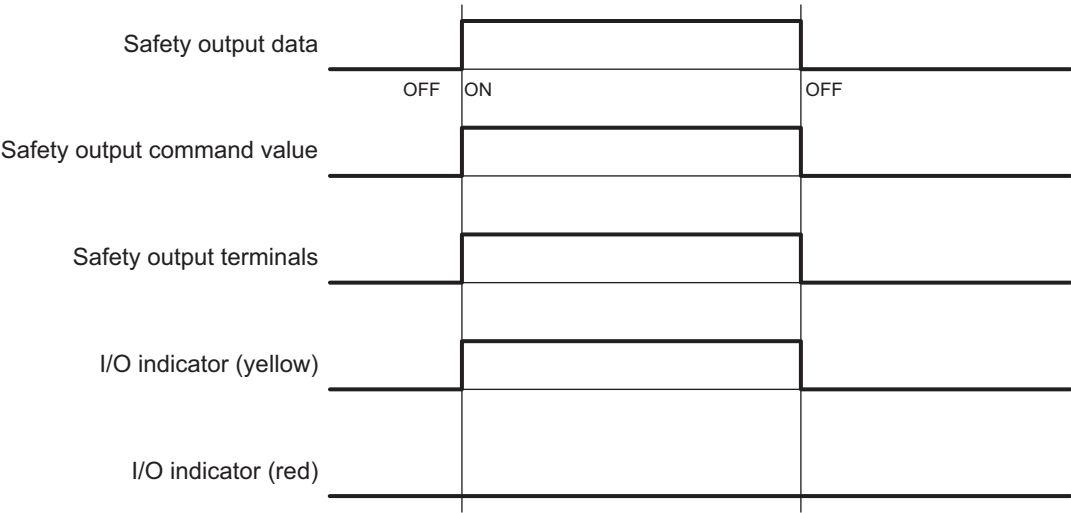 Safety output data
OFF ON OFF
Safety output command value
Safety output terminals
I/O indicator (yellow)
I/O indicator (red)